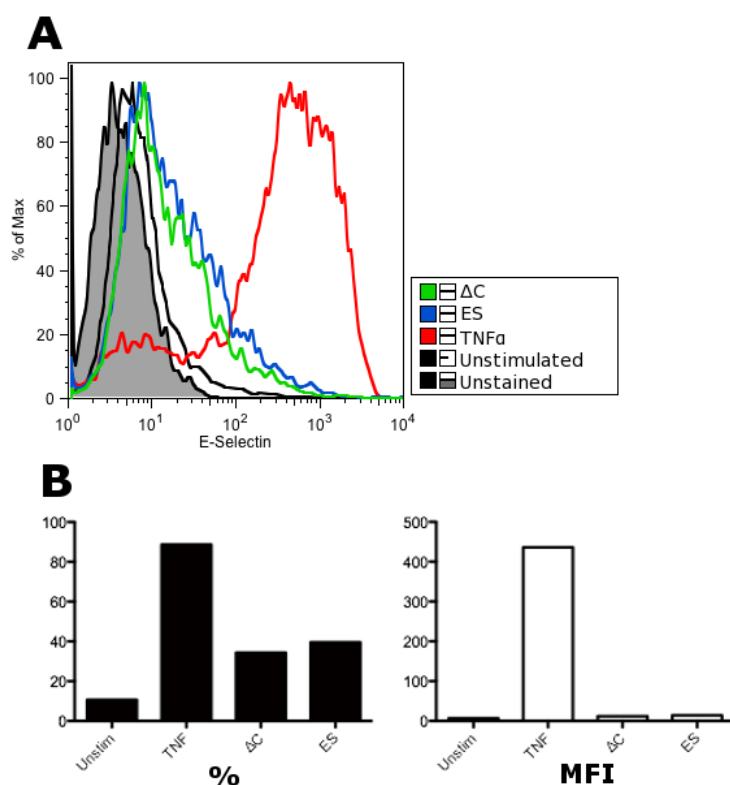 A
100
80
60
40
20
0
% of Max
10^0 10^1 10^2 10^3 10^4
E-Selectin
ΔC
ES
TNFα
Unstimulated
Unstained
B
100
80
60
40
20
0
Unstim TNF ΔC ES
%
500
400
300
200
100
0
Unstim TNF ΔC ES
MFI